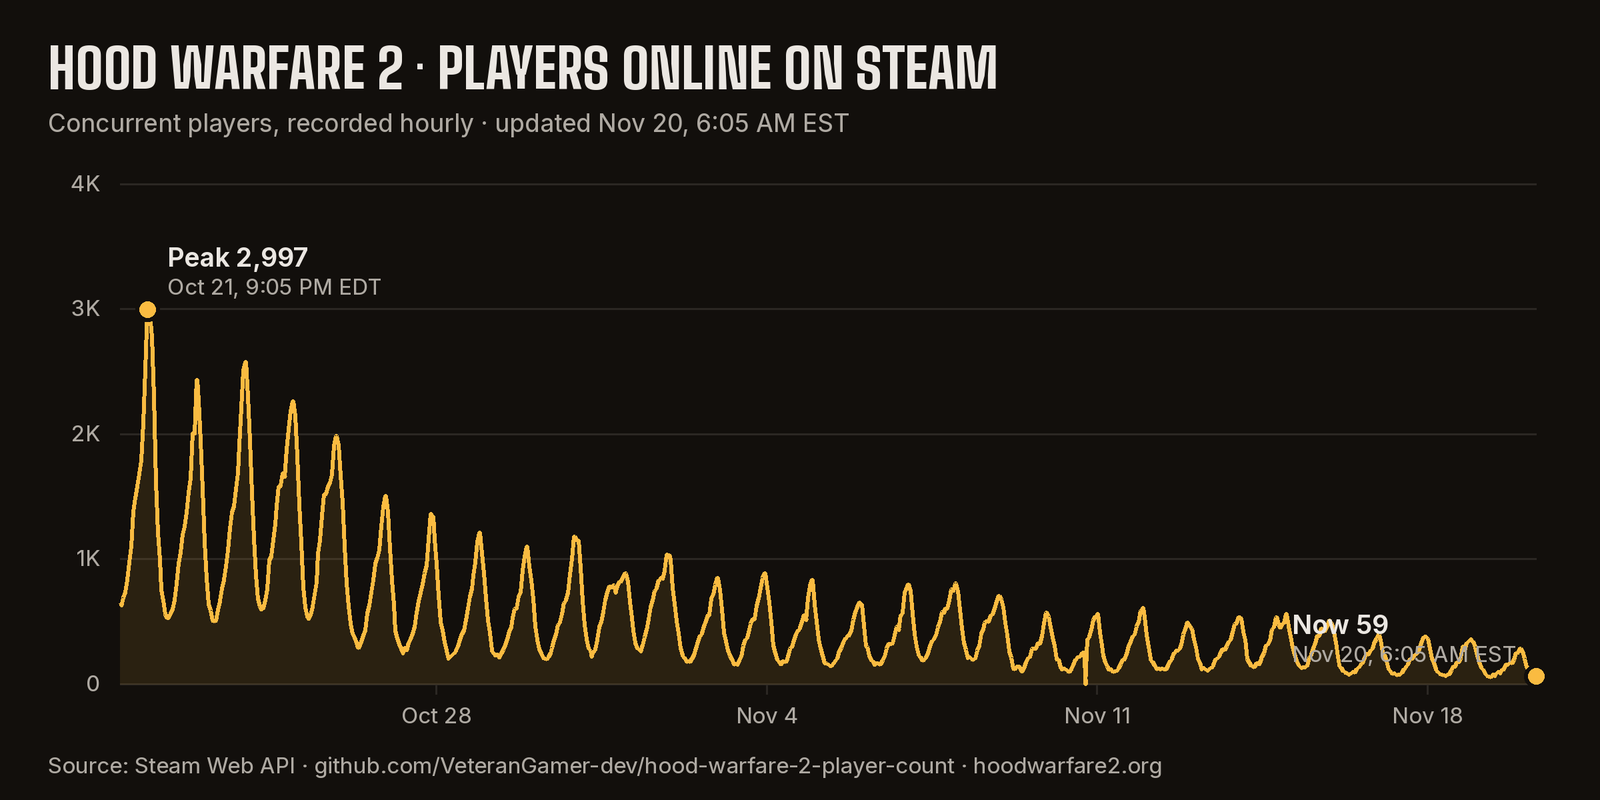 HOOD WARFARE 2 · PLAYERS ONLINE ON STEAM
Concurrent players, recorded hourly · updated Nov 20, 6:05 AM EST
4K
Peak 2,997
Oct 21, 9:05 PM EDT
3K
2K
1K
Now 59
Nov 20, 6:05 AM EST
0
Oct 28 Nov 4 Nov 11 Nov 18
Source: Steam Web API · github.com/VeteranGamer-dev/hood-warfare-2-player-count · hoodwarfare2.org